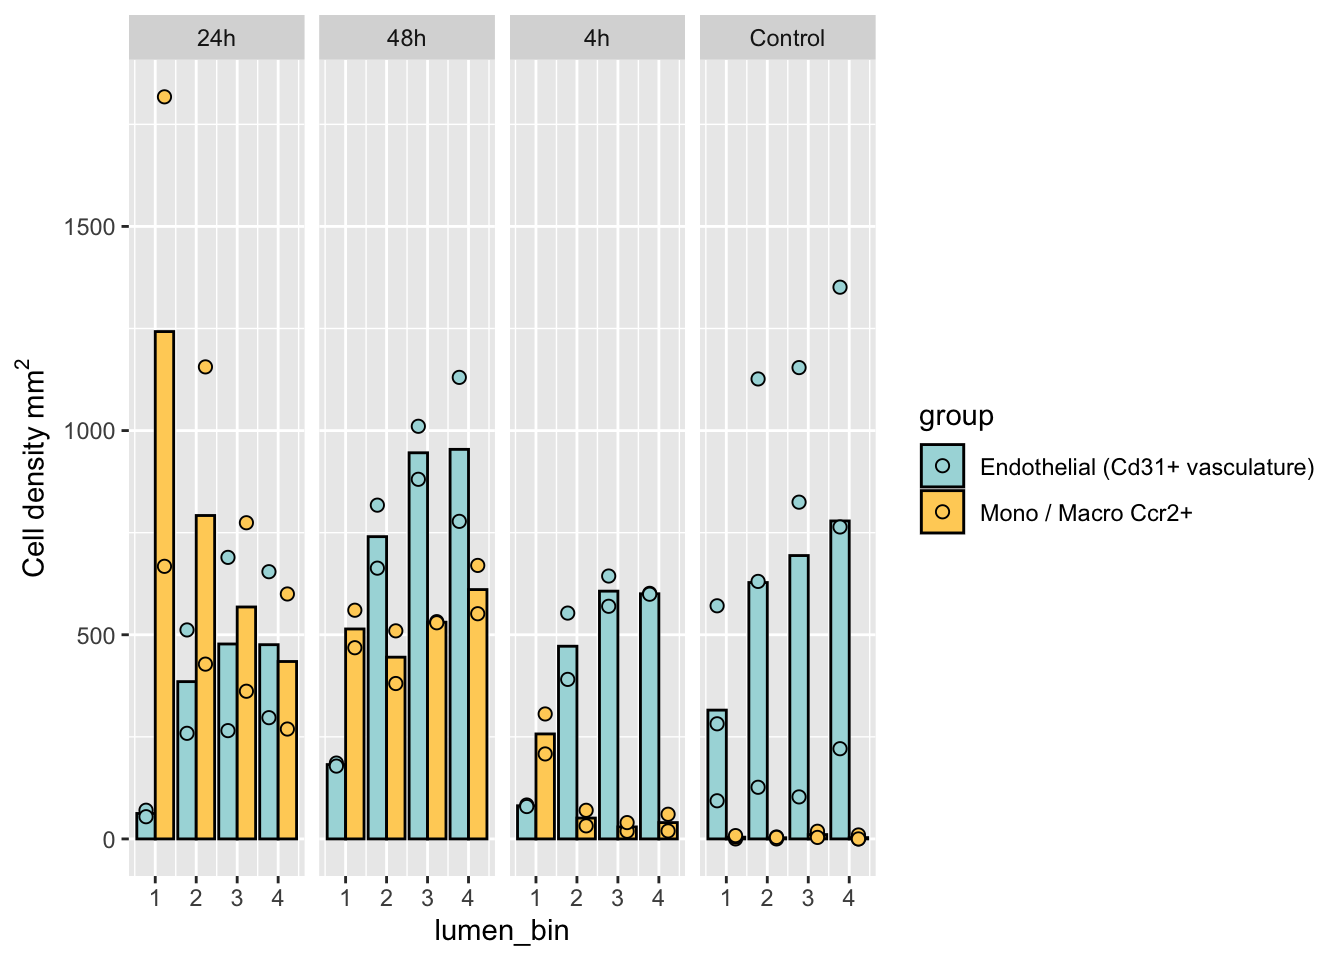 24h 48h 4h Control
Cell density mm²
1500
1000
500
0
1 2 3 4 1 2 3 4 1 2 3 4 1 2 3 4
lumen_bin
group
Endothelial (Cd31+ vasculature)
Mono / Macro Ccr2+